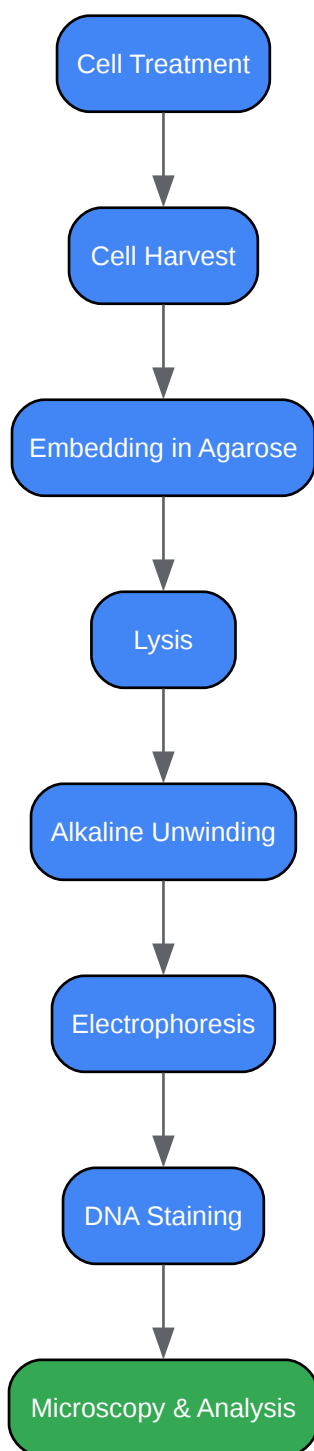 Cell Treatment
Cell Harvest
Embedding in Agarose
Lysis
Alkaline Unwinding
Electrophoresis
DNA Staining
Microscopy & Analysis